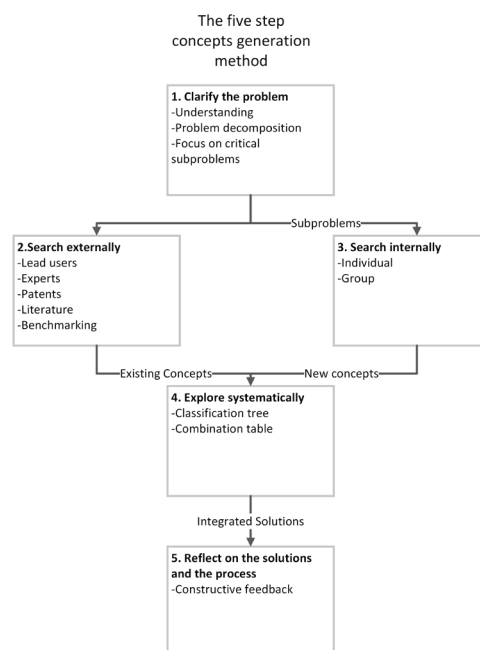 The five step
concepts generation
method
1. Clarify the problem
-Understanding
-Problem decomposition
-Focus on critical
subproblems
Subproblems
2.Search externally
-Lead users
-Experts
-Patents
-Literature
-Benchmarking
3. Search internally
-Individual
-Group
Existing Concepts
New concepts
4. Explore systematically
-Classification tree
-Combination table
Integrated Solutions
5. Reflect on the solutions
and the process
-Constructive feedback